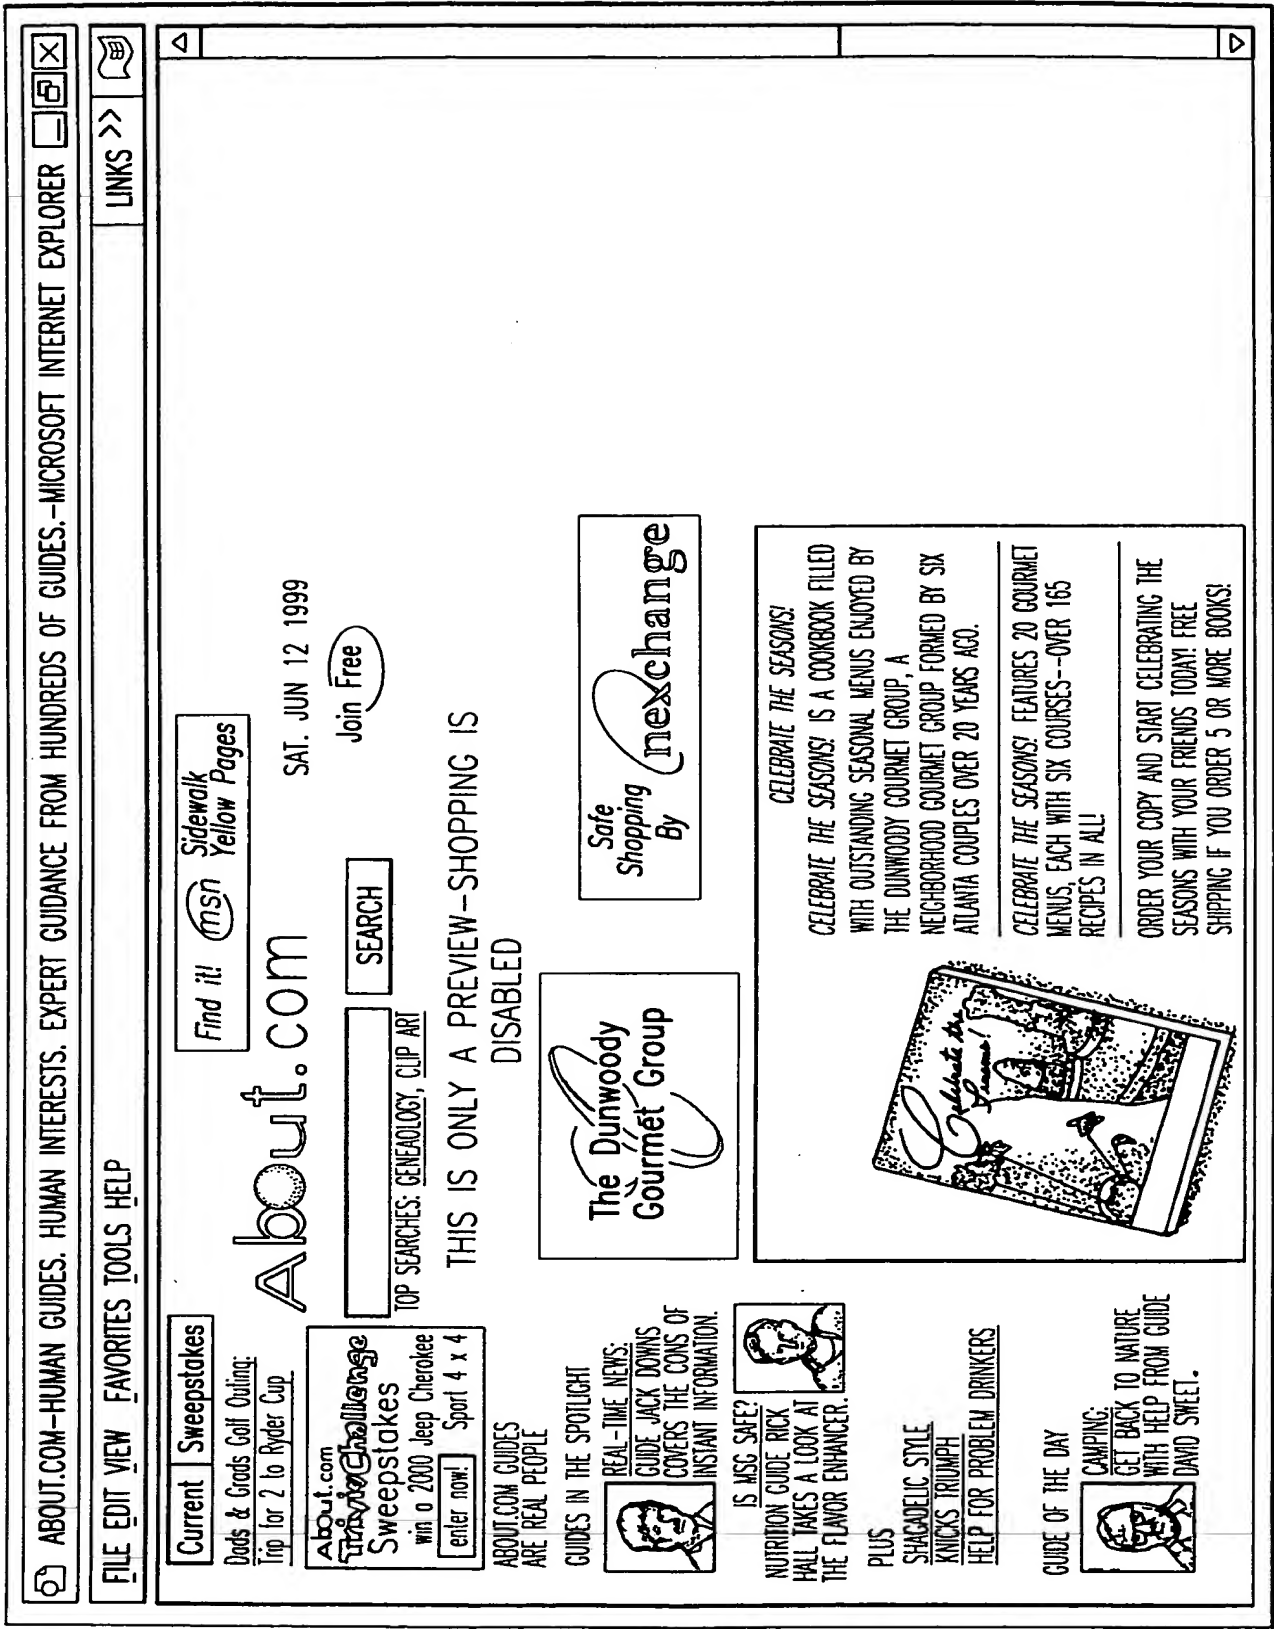 ABOUT.COM-HUMAN GUIDES. HUMAN INTERESTS. EXPERT GUIDANCE FROM HUNDREDS OF GUIDES.-MICROSOFT INTERNET EXPLORER
FILE EDIT VIEW FAVORITES TOOLS HELP
LINKS >>
Current Sweepstakes
Dads & Grads Golf Outing:
Trip for 2 to Ryder Cup
About.com
TriviaChallenge
Sweepstakes
win a 2000 Jeep Cherokee
enter now! Sport 4 x 4
ABOUT.COM GUIDES
ARE REAL PEOPLE
GUIDES IN THE SPOTLIGHT
REAL-TIME NEWS:
GUIDE JACK DOWNS
COVERS THE CONS OF
INSTANT INFORMATION.
IS MSG SAFE?
NUTRITION GUIDE RICK
HALL TAKES A LOOK AT
THE FLAVOR ENHANCER.
PLUS
SHAGADELIC STYLE
KNICKS TRIUMPH
HELP FOR PROBLEM DRINKERS
GUIDE OF THE DAY
CAMPING:
GET BACK TO NATURE
WITH HELP FROM GUIDE
DAVID SWEET.
Find it! msn Sidewalk
Yellow Pages
About.com
SAT. JUN 12 1999
Join Free
SEARCH
TOP SEARCHES: GENEAOLOGY, CLIP ART
THIS IS ONLY A PREVIEW-SHOPPING IS
DISABLED
The Dunwoody
Gourmet Group
Safe
Shopping
By
nexchange
Celebrate the
Seasons!
CELEBRATE THE SEASONS!
CELEBRATE THE SEASONS! IS A COOKBOOK FILLED
WITH OUTSTANDING SEASONAL MENUS ENJOYED BY
THE DUNWOODY GOURMET GROUP, A
NEIGHBORHOOD GOURMET GROUP FORMED BY SIX
ATLANTA COUPLES OVER 20 YEARS AGO.
CELEBRATE THE SEASONS! FEATURES 20 GOURMET
MENUS, EACH WITH SIX COURSES--OVER 165
RECIPES IN ALL!
ORDER YOUR COPY AND START CELEBRATING THE
SEASONS WITH YOUR FRIENDS TODAY! FREE
SHIPPING IF YOU ORDER 5 OR MORE BOOKS!